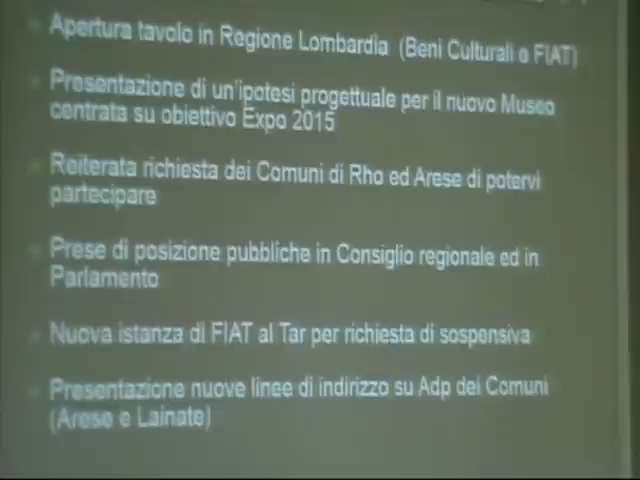 Apertura tavolo in Regione Lombardia (Beni Culturali e FIAT)
Presentazione di un'ipotesi progettuale per il nuovo Museo
centrata su obiettivo Expo 2015
Reiterata richiesta dei Comuni di Rho ed Arese di potervi
partecipare
Prese di posizione pubbliche in Consiglio regionale ed in
Parlamento
Nuova istanza di FIAT al Tar per richiesta di sospensiva
Presentazione nuove linee di indirizzo su Adp dei Comuni
(Arese e Lainate)